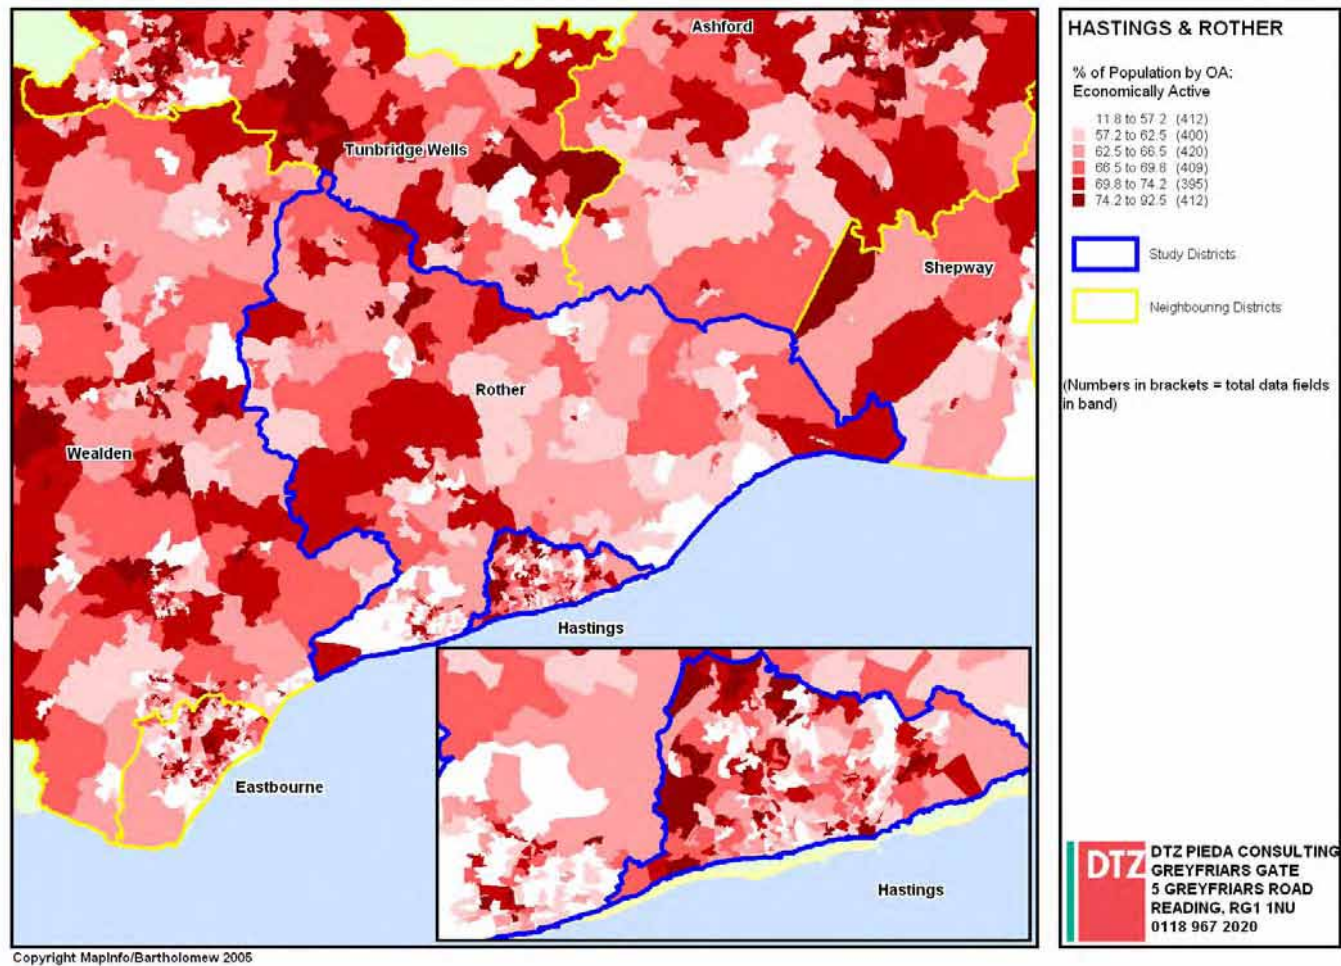 Ashford
Tunbridge Wells
Shepway
Rother
Wealden
Hastings
Eastbourne
Hastings
HASTINGS & ROTHER
% of Population by OA:
Economically Active
11.8 to 57.2 (412)
57.2 to 62.5 (400)
62.5 to 66.5 (420)
66.5 to 69.8 (409)
69.8 to 74.2 (395)
74.2 to 92.5 (412)
Study Districts
Neighbouring Districts
(Numbers in brackets = total data fields
in band)
DTZ
DTZ PIEDA CONSULTING
GREYFRIARS GATE
5 GREYFRIARS ROAD
READING, RG1 1NU
0118 967 2020
Copyright MapInfo/Bartholomew 2005